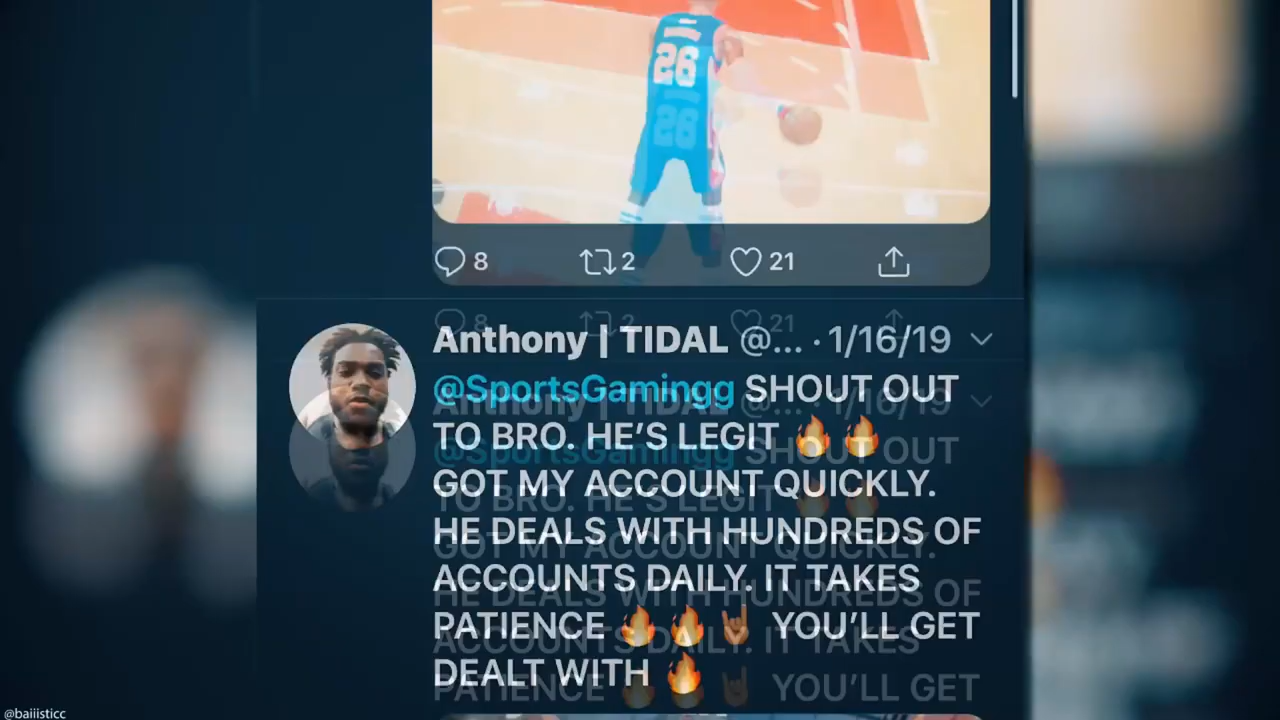 26
8 2 21
Anthony | TIDAL @... · 1/16/19
@SportsGamingg SHOUT OUT
TO BRO. HE’S LEGIT 🔥 🔥
GOT MY ACCOUNT QUICKLY.
HE DEALS WITH HUNDREDS OF
ACCOUNTS DAILY. IT TAKES
PATIENCE 🔥 🔥 🤘🏾 YOU’LL GET
DEALT WITH 🔥
@baiiisticc